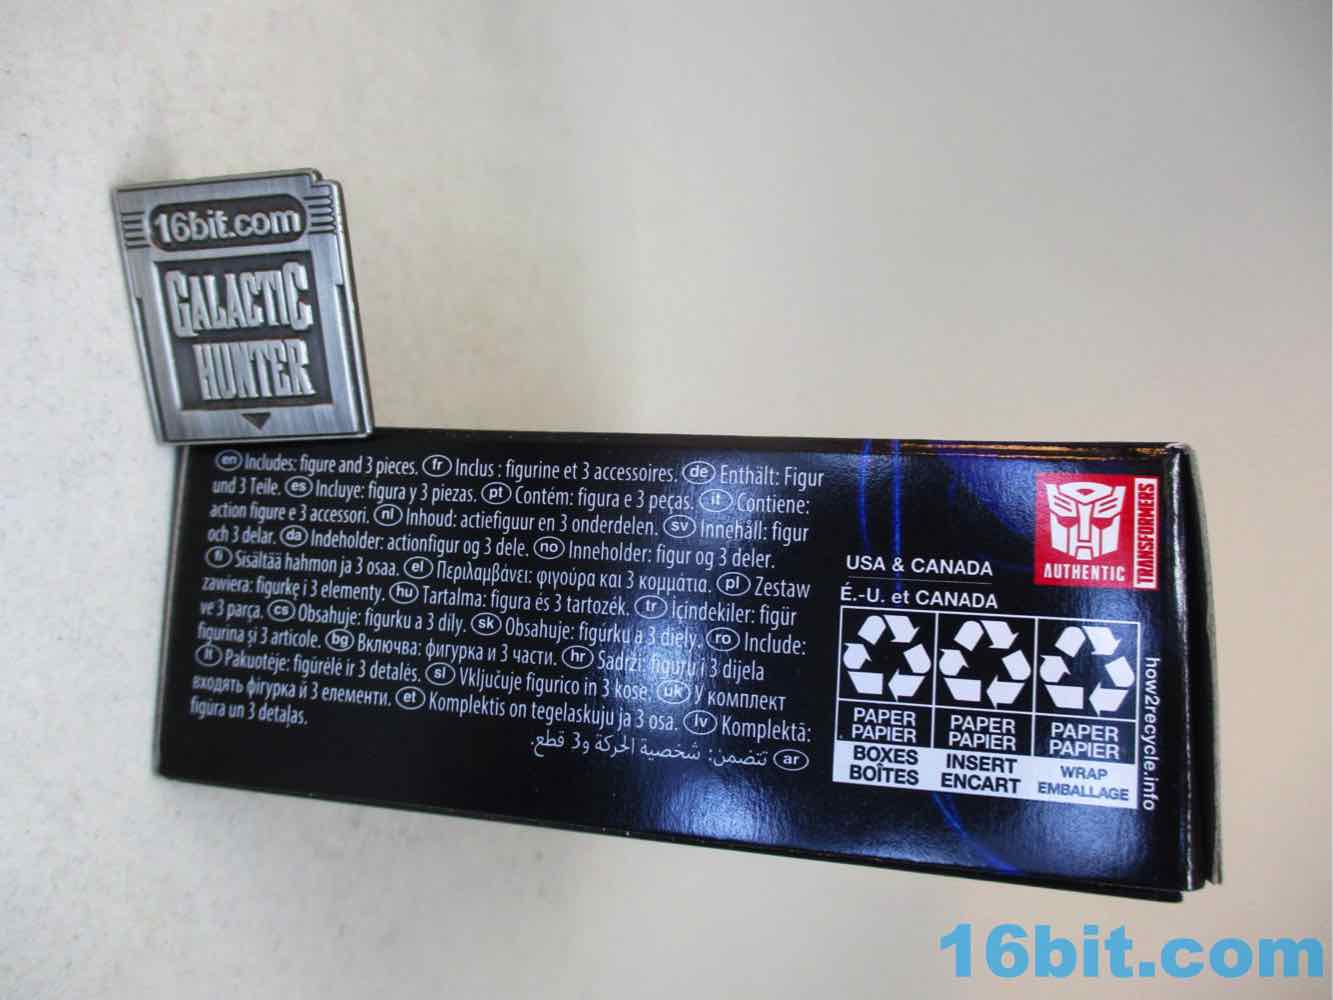 16bit.com
GALACTIC
HUNTER
en Includes: figure and 3 pieces. fr Inclus : figurine et 3 accessoires. de Enthält: Figur
und 3 Teile. es Incluye: figura y 3 piezas. pt Contém: figura e 3 peças. it Contiene:
action figure e 3 accessori. nl Inhoud: actiefiguur en 3 onderdelen. sv Innehåll: figur
och 3 delar. da Indeholder: actionfigur og 3 dele. no Inneholder: figur og 3 deler.
fi Sisältää hahmon ja 3 osaa. el Περιλαμβάνει: φιγούρα και 3 κομμάτια. pl Zestaw
zawiera: figurkę i 3 elementy. hu Tartalma: figura és 3 tartozék. tr İçindekiler: figür
ve 3 parça. cs Obsahuje: figurku a 3 díly. sk Obsahuje: figúrku a 3 diely. ro Include:
figurina și 3 articole. bg Включва: фигурка и 3 части. hr Sadrži: figuru i 3 dijela
lt Pakuotėje: figūrėlė ir 3 detalės. sl Vključuje figurico in 3 kose. uk У комплект
входять фігурка й 3 елементи. et Komplektis on tegelaskuju ja 3 osa. lv Komplektā:
figūra un 3 detaļas.
ar تتضمن: شخصية الحركة و3 قطع.
USA & CANADA
É.-U. et CANADA
PAPER PAPIER
BOXES BOÎTES
PAPER PAPIER
INSERT ENCART
PAPER PAPIER
WRAP EMBALLAGE
how2recycle.info
AUTHENTIC
TRANSFORMERS
16bit.com